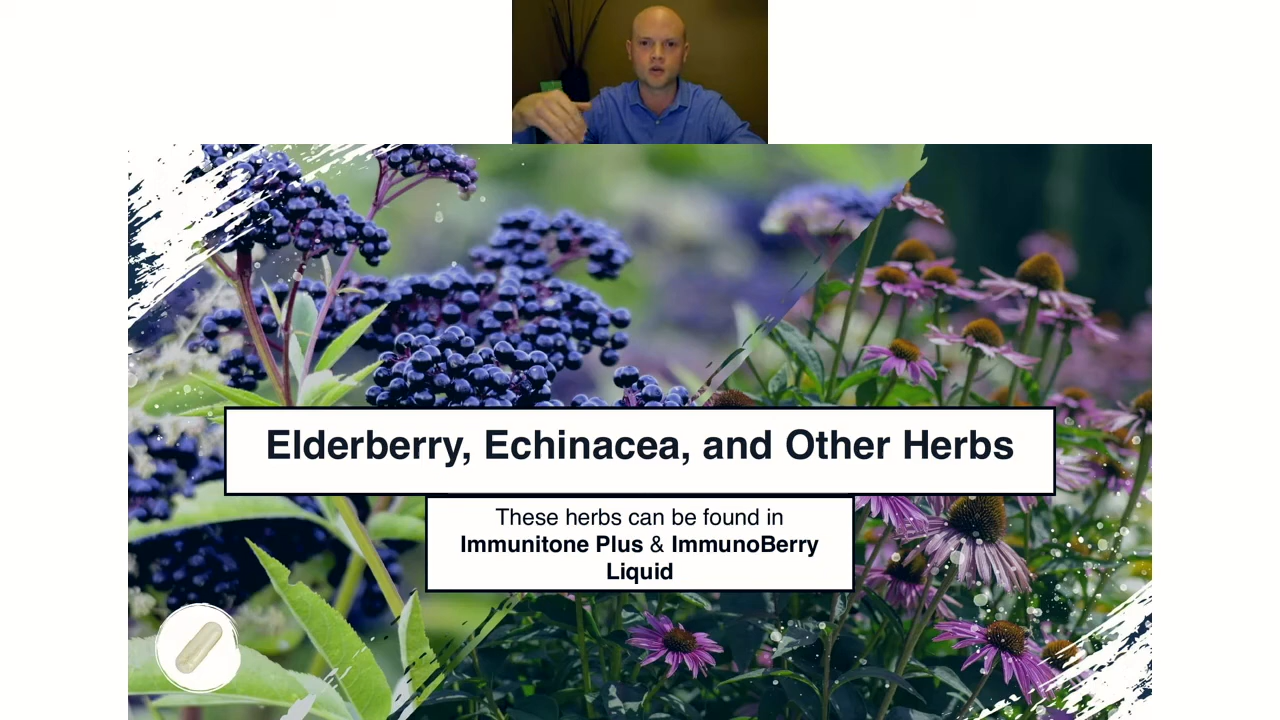 Elderberry, Echinacea, and Other Herbs
These herbs can be found in
Immunitone Plus & ImmunoBerry
Liquid